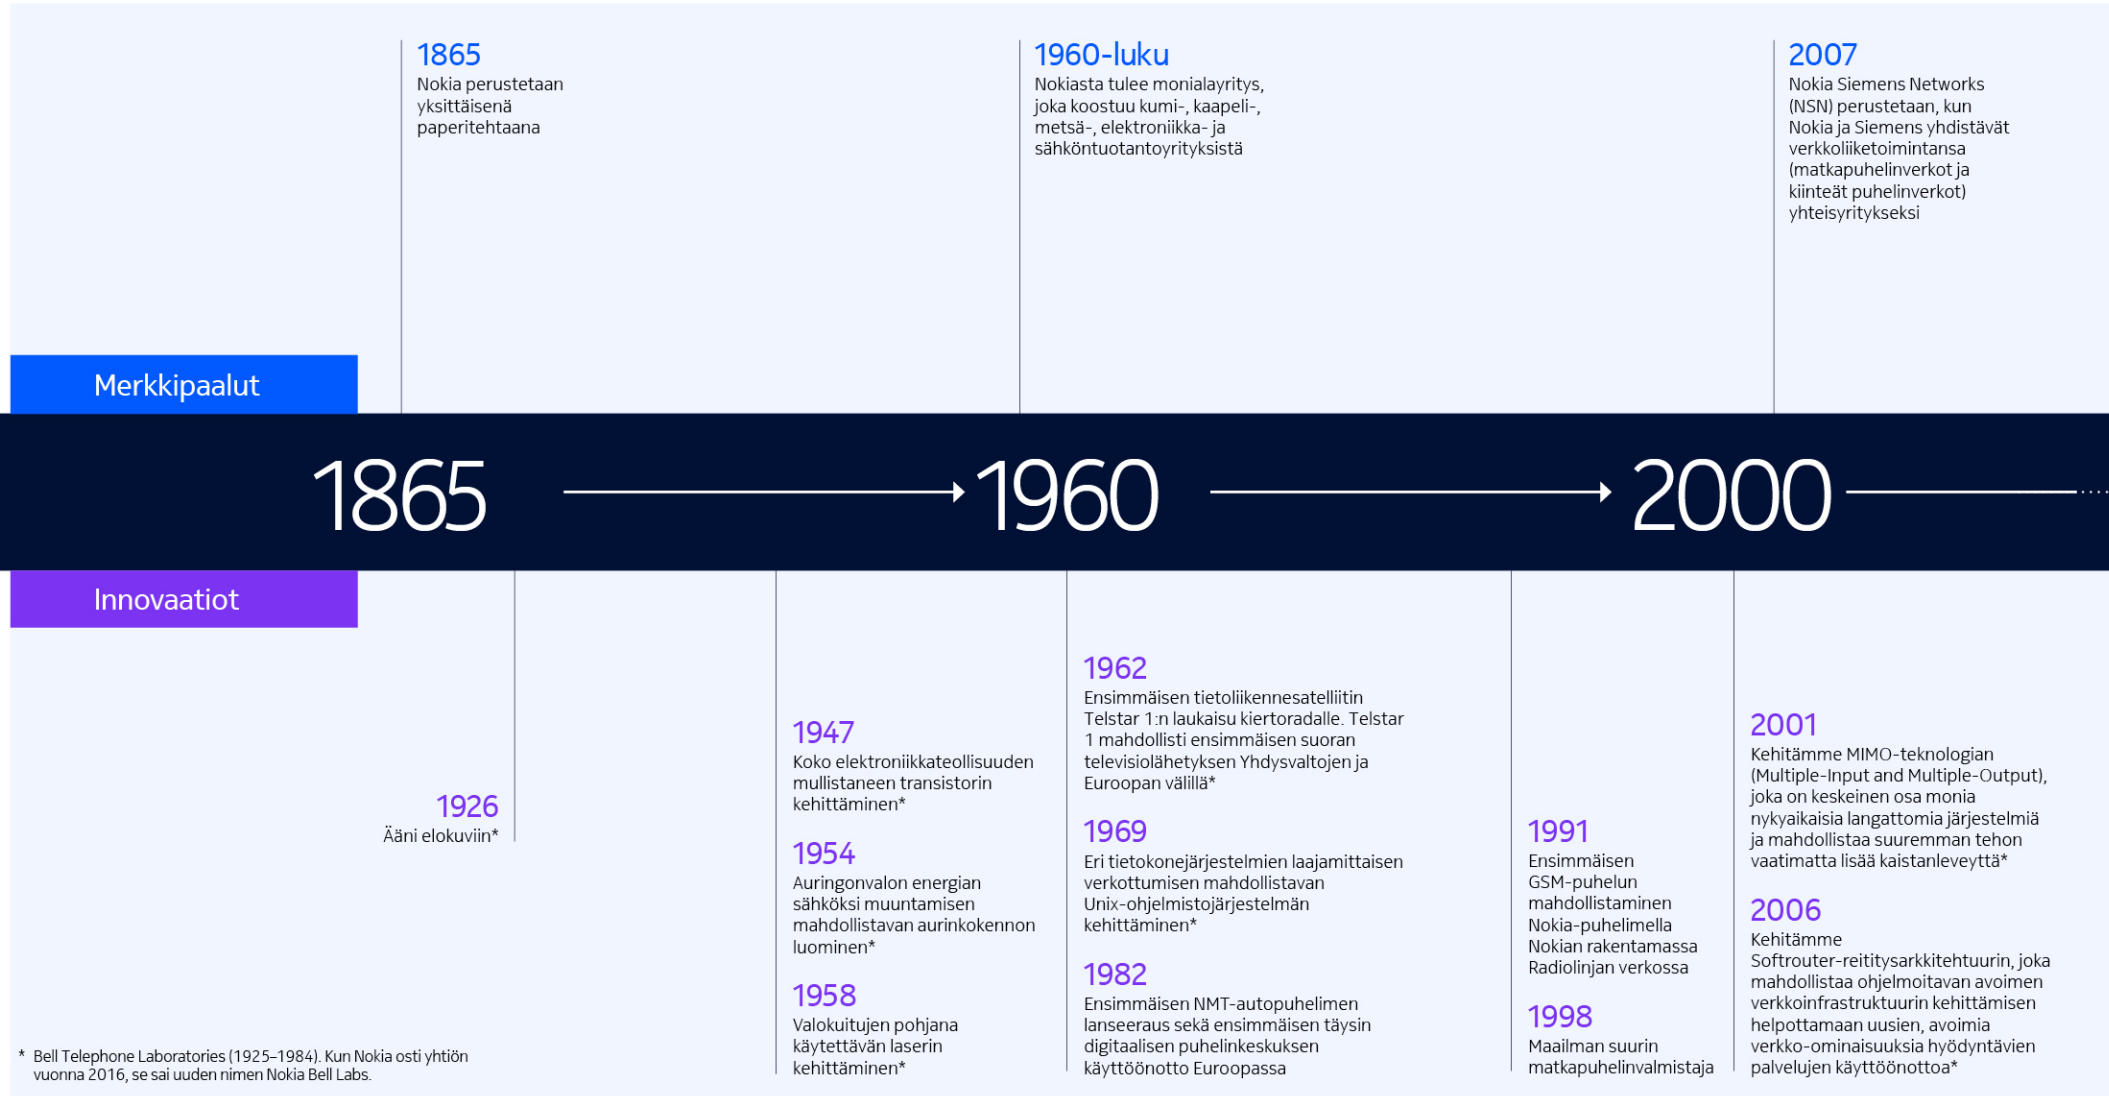 1865
Nokia perustetaan
yksittäisenä
paperitehtaana
1960-luku
Nokiasta tulee monialayritys,
joka koostuu kumi-, kaapeli-,
metsä-, elektroniikka- ja
sähköntuotantoyrityksistä
2007
Nokia Siemens Networks
(NSN) perustetaan, kun
Nokia ja Siemens yhdistävät
verkkoliiketoimintansa
(matkapuhelinverkot ja
kiinteät puhelinverkot)
yhteisyritykseksi
Merkkipaalut
1865
1960
2000
Innovaatiot
1926
Ääni elokuviin*
1947
Koko elektroniikkateollisuuden
mullistaneen transistorin
kehittäminen*
1954
Auringonvalon energian
sähköksi muuntamisen
mahdollistavan aurinkokennon
luominen*
1958
Valokuitujen pohjana
käytettävän laserin
kehittäminen*
1962
Ensimmäisen tietoliikennesatelliitin
Telstar 1:n laukaisu kiertoradalle. Telstar
1 mahdollisti ensimmäisen suoran
televisiolähetyksen Yhdysvaltojen ja
Euroopan välillä*
1969
Eri tietokonejärjestelmien laajamittaisen
verkottumisen mahdollistavan
Unix-ohjelmistojärjestelmän
kehittäminen*
1982
Ensimmäisen NMT-autopuhelimen
lanseeraus sekä ensimmäisen täysin
digitaalisen puhelinkeskuksen
käyttöönotto Euroopassa
1991
Ensimmäisen
GSM-puhelun
mahdollistaminen
Nokia-puhelimella
Nokian rakentamassa
Radiolinjan verkossa
1998
Maailman suurin
matkapuhelinvalmistaja
2001
Kehitämme MIMO-teknologian
(Multiple-Input and Multiple-Output),
joka on keskeinen osa monia
nykyaikaisia langattomia järjestelmiä
ja mahdollistaa suuremman tehon
vaatimatta lisää kaistanleveyttä*
2006
Kehitämme
Softrouter-reititysarkkitehtuurin, joka
mahdollistaa ohjelmoitavan avoimen
verkkoinfrastruktuurin kehittämisen
helpottamaan uusien, avoimia
verkko-ominaisuuksia hyödyntävien
palvelujen käyttöönottoa*
* Bell Telephone Laboratories (1925–1984). Kun Nokia osti yhtiön
vuonna 2016, se sai uuden nimen Nokia Bell Labs.